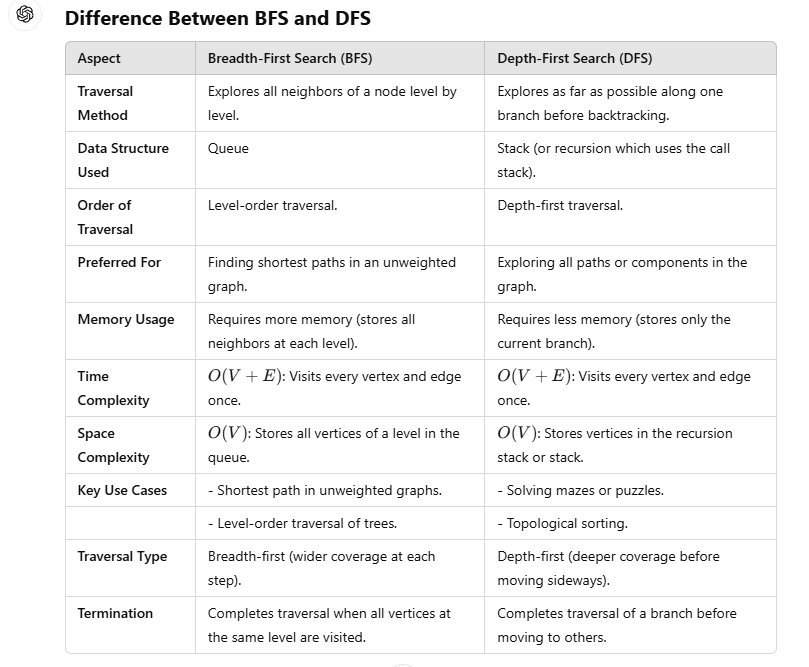 Difference Between BFS and DFS
Aspect Breadth-First Search (BFS) Depth-First Search (DFS)
Traversal Explores all neighbors of a node level by Explores as far as possible along one
Method level. branch before backtracking.
Data Structure Queue Stack (or recursion which uses the call
Used stack).
Order of Level-order traversal. Depth-first traversal.
Traversal
Preferred For Finding shortest paths in an unweighted Exploring all paths or components in the
graph. graph.
Memory Usage Requires more memory (stores all Requires less memory (stores only the
neighbors at each level). current branch).
Time O(V + E): Visits every vertex and edge O(V + E): Visits every vertex and edge
Complexity once. once.
Space O(V): Stores all vertices of a level in the O(V): Stores vertices in the recursion
Complexity queue. stack or stack.
Key Use Cases - Shortest path in unweighted graphs. - Solving mazes or puzzles.
- Level-order traversal of trees. - Topological sorting.
Traversal Type Breadth-first (wider coverage at each Depth-first (deeper coverage before
step). moving sideways).
Termination Completes traversal when all vertices at Completes traversal of a branch before
the same level are visited. moving to others.